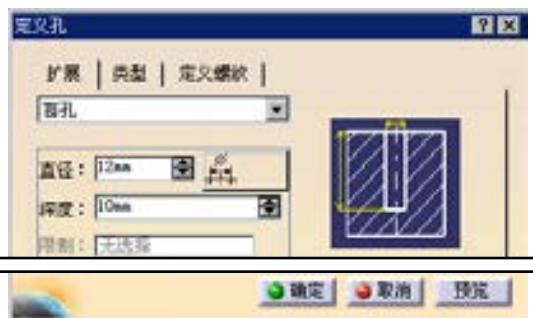 定义孔
扩展 类型 定义螺纹
盲孔
直径： 12mm
深度： 10mm
限制： 无选择
确定 取消 预览